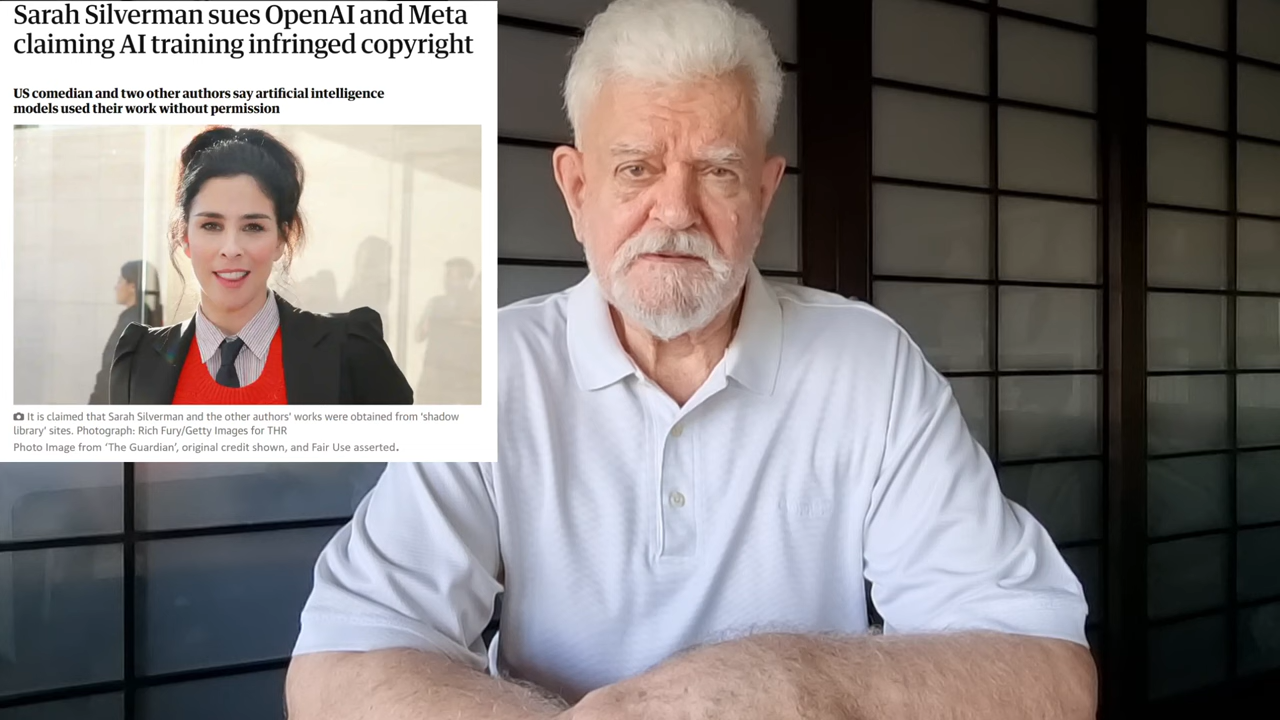 Sarah Silverman sues OpenAI and Meta
claiming AI training infringed copyright
US comedian and two other authors say artificial intelligence
models used their work without permission
It is claimed that Sarah Silverman and the other authors' works were obtained from 'shadow
library' sites. Photograph: Rich Fury/Getty Images for THR
Photo Image from 'The Guardian', original credit shown, and Fair Use asserted.